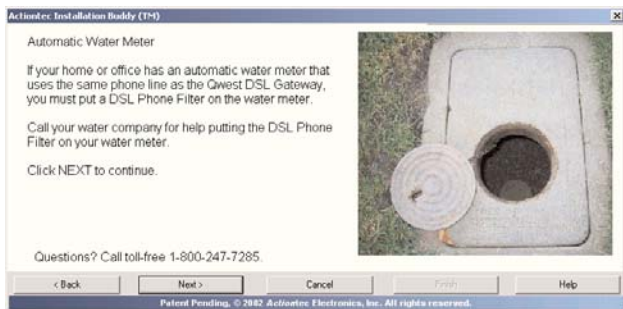 Actiontec Installation Buddy (TM)
Automatic Water Meter
If your home or office has an automatic water meter that
uses the same phone line as the Qwest DSL Gateway,
you must put a DSL Phone Filter on the water meter.
Call your water company for help putting the DSL Phone
Filter on your water meter.
Click NEXT to continue.
Questions? Call toll-free 1-800-247-7285.
< Back Next > Cancel Finish Help
Patent Pending, © 2002 Actiontec Electronics, Inc. All rights reserved.